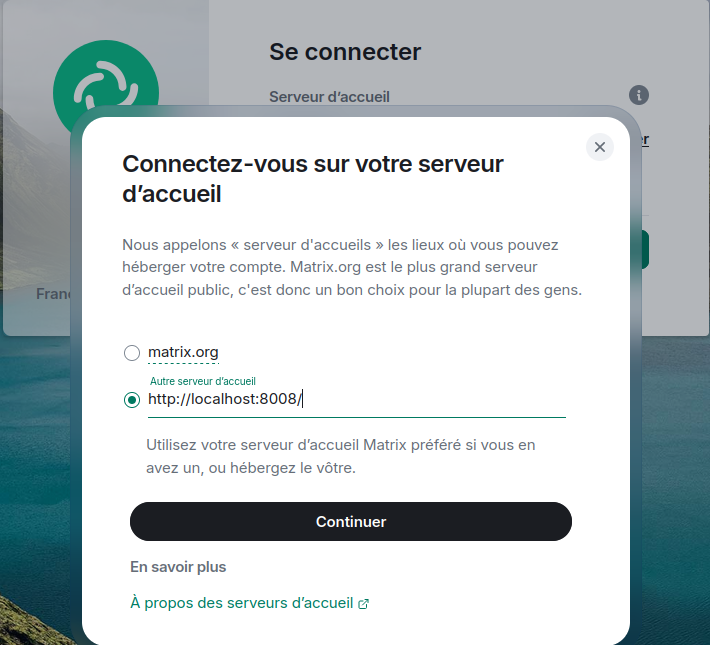 Se connecter
Serveur d’accueil
Connectez-vous sur votre serveur
d’accueil
Nous appelons « serveur d'accueils » les lieux où vous pouvez
héberger votre compte. Matrix.org est le plus grand serveur
d’accueil public, c'est donc un bon choix pour la plupart des gens.
matrix.org
Autre serveur d’accueil
http://localhost:8008/
Utilisez votre serveur d’accueil Matrix préféré si vous en
avez un, ou hébergez le vôtre.
Continuer
En savoir plus
À propos des serveurs d’accueil